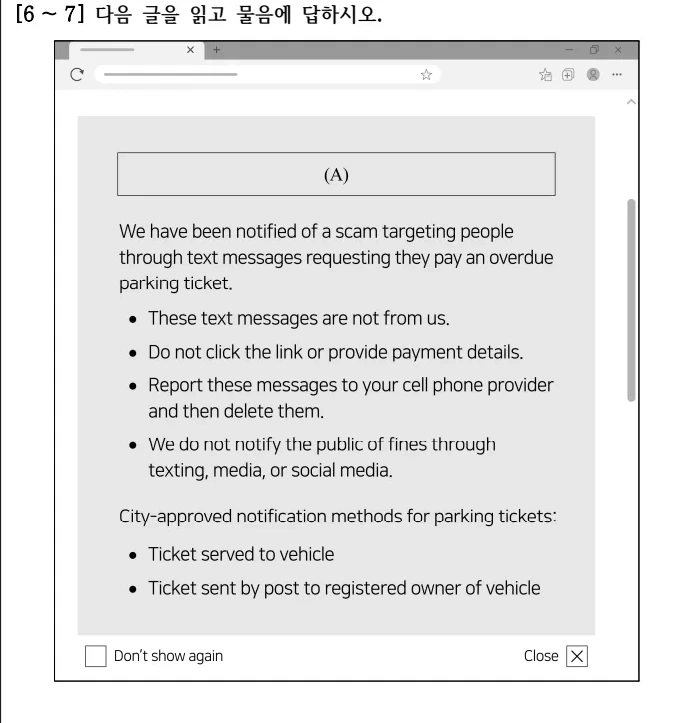 [6 ~ 7] 다음 글을 읽고 물음에 답하시오.
(A)
We have been notified of a scam targeting people
through text messages requesting they pay an overdue
parking ticket.
• These text messages are not from us.
• Do not click the link or provide payment details.
• Report these messages to your cell phone provider
and then delete them.
• We do not notify the public of fines through
texting, media, or social media.
City-approved notification methods for parking tickets:
• Ticket served to vehicle
• Ticket sent by post to registered owner of vehicle
Don't show again
Close